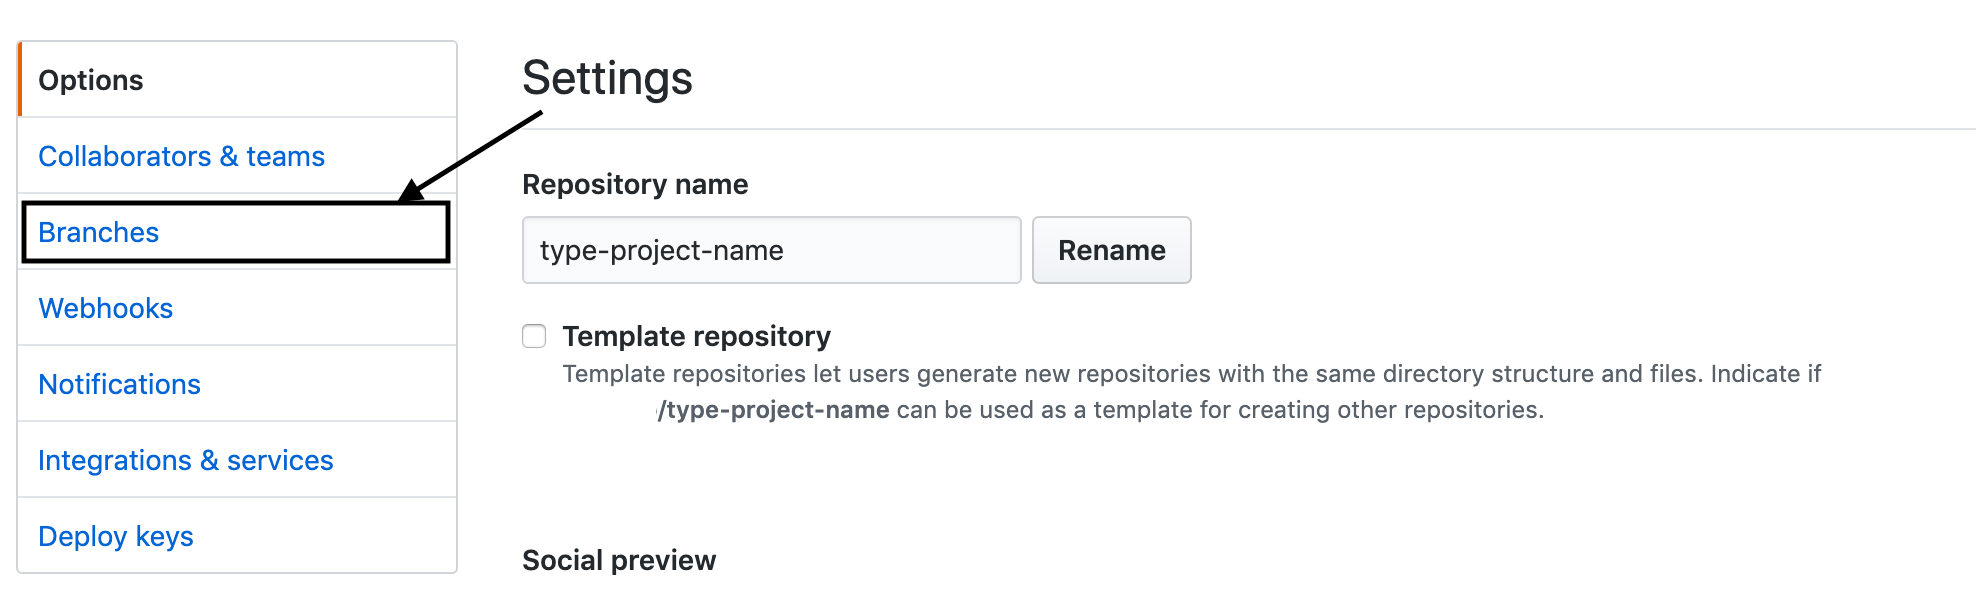 Options
Collaborators & teams
Branches
Webhooks
Notifications
Integrations & services
Deploy keys
Settings
Repository name
type-project-name
Rename
Template repository
Template repositories let users generate new repositories with the same directory structure and files. Indicate if
/type-project-name can be used as a template for creating other repositories.
Social preview